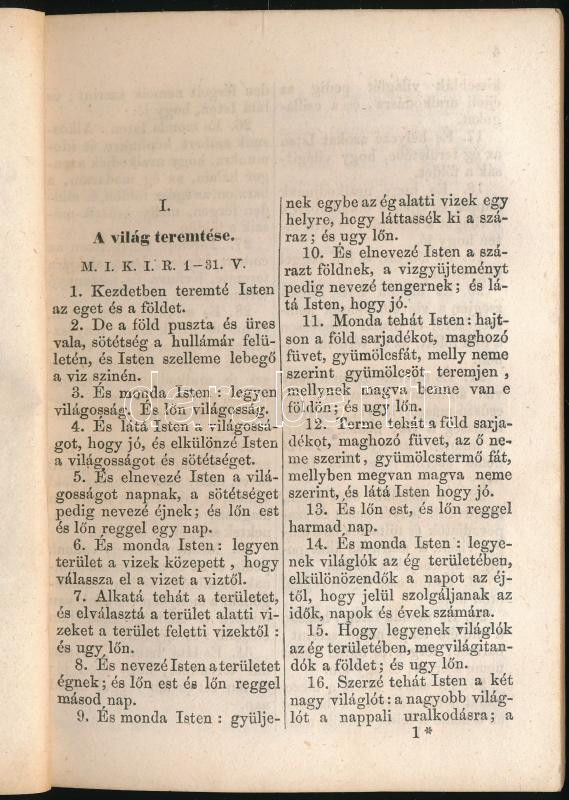 I.
A világ teremtése.
M. I. K. I. R. 1–31. V.
1. Kezdetben teremté Isten
az eget és a földet.
2. De a föld puszta és üres
vala, sötétség a hullámár felü-
letén, és Isten szelleme lebegő
a viz szinén.
3. És monda Isten : legyen
világosság. És lőn világosság.
4. És látá Isten a világossá-
got, hogy jó, és elkülönzé Isten
a világosságot és sötétséget.
5. És elnevezé Isten a vilá-
gosságot napnak, a sötétséget
pedig nevezé éjnek; és lőn est
és lőn reggel egy nap.
6. És monda Isten : legyen
terület a vizek közepett , hogy
válassza el a vizet a viztől.
7. Alkatá tehát a területet,
és elválasztá a terület alatti vi-
zeket a terület feletti vizektől :
és ugy lőn.
8. És nevezé Isten a területet
égnek; és lőn est és lőn reggel
másod nap.
9. És monda Isten : gyülje-
nek egybe az ég alatti vizek egy
helyre, hogy láttassék ki a szá-
raz ; és ugy lőn.
10. És elnevezé Isten a szá-
razt földnek, a vizgyüjteményt
pedig nevezé tengernek; és lá-
tá Isten, hogy jó.
11. Monda tehát Isten : hajt-
son a föld sarjadékot, maghozó
füvet, gyümölcsfát, melly neme
szerint gyümölcsöt teremjen ,
mellynek magva benne van e
földön; és ugy lőn.
12. Terme tehát a föld sarja-
dékot, maghozó füvet, az ő ne-
me szerint, gyümölcstermő fát,
mellyben megvan magva neme
szerint, és látá Isten hogy jó.
13. És lőn est, és lőn reggel
harmad nap.
14. És monda Isten : legye-
nek világlók az ég területében,
elkülönözendők a napot az éj-
től, hogy jelül szolgáljanak az
idők, napok és évek számára.
15. Hogy legyenek világlók
az ég területében, megvilágitan-
dók a földet; és ugy lőn.
16. Szerzé tehát Isten a két
nagy világlót : a nagyobb világ-
lót a nappali uralkodásra; a
1*